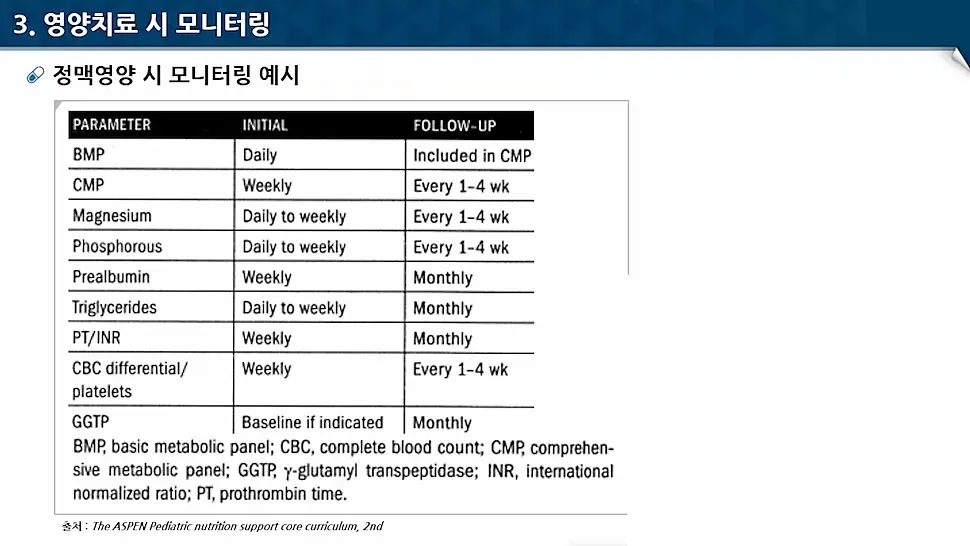 3. 영양치료 시 모니터링
정맥영양 시 모니터링 예시
PARAMETER INITIAL FOLLOW-UP
BMP Daily Included in CMP
CMP Weekly Every 1–4 wk
Magnesium Daily to weekly Every 1–4 wk
Phosphorous Daily to weekly Every 1–4 wk
Prealbumin Weekly Monthly
Triglycerides Daily to weekly Monthly
PT/INR Weekly Monthly
CBC differential/ Weekly Every 1–4 wk
platelets
GGTP Baseline if indicated Monthly
BMP, basic metabolic panel; CBC, complete blood count; CMP, comprehen-
sive metabolic panel; GGTP, γ-glutamyl transpeptidase; INR, international
normalized ratio; PT, prothrombin time.
출처 : The ASPEN Pediatric nutrition support core curriculum, 2nd